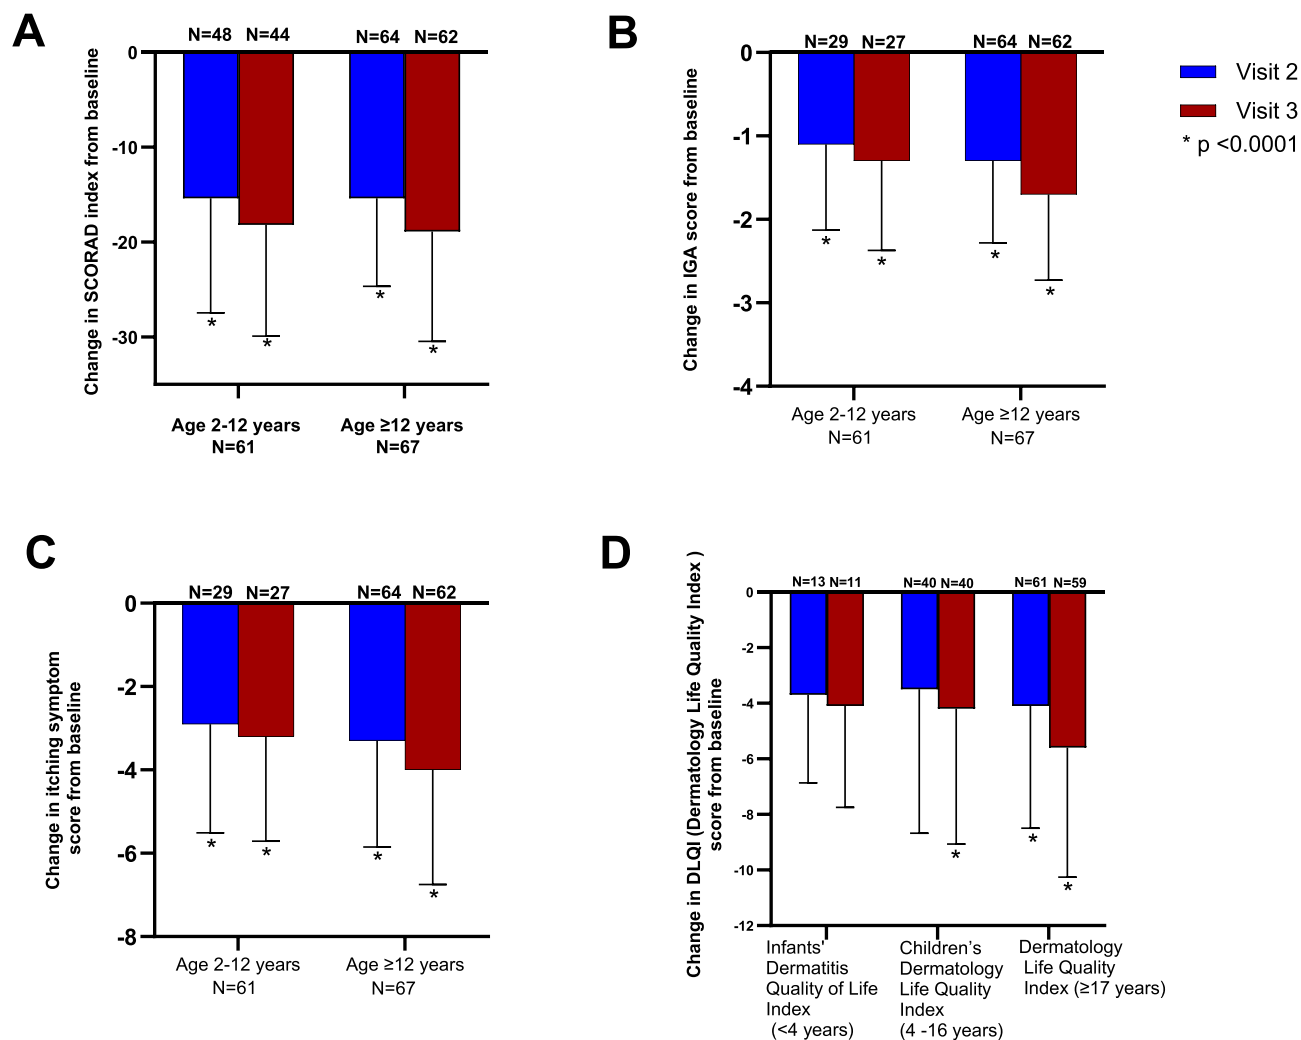 A
N=48 N=44 N=64 N=62
0
-10
-20
-30
Change in SCORAD index from baseline
*
*
*
*
Age 2-12 years
N=61
Age ≥12 years
N=67
B
N=29 N=27 N=64 N=62
0
-1
-2
-3
-4
Change in IGA score from baseline
*
*
*
*
Age 2-12 years
N=61
Age ≥12 years
N=67
Visit 2
Visit 3
* p <0.0001
C
N=29 N=27 N=64 N=62
0
-2
-4
-6
-8
Change in itching symptom
score from baseline
*
*
*
*
Age 2-12 years
N=61
Age ≥12 years
N=67
D
N=13 N=11 N=40 N=40 N=61 N=59
0
-2
-4
-6
-8
-10
-12
Change in DLQI (Dermatology Life Quality Index )
score from baseline
*
*
*
Infants'
Dermatitis
Quality of Life
Index
(<4 years)
Children's
Dermatology
Life Quality
Index
(4 -16 years)
Dermatology
Life Quality
Index (≥17 years)